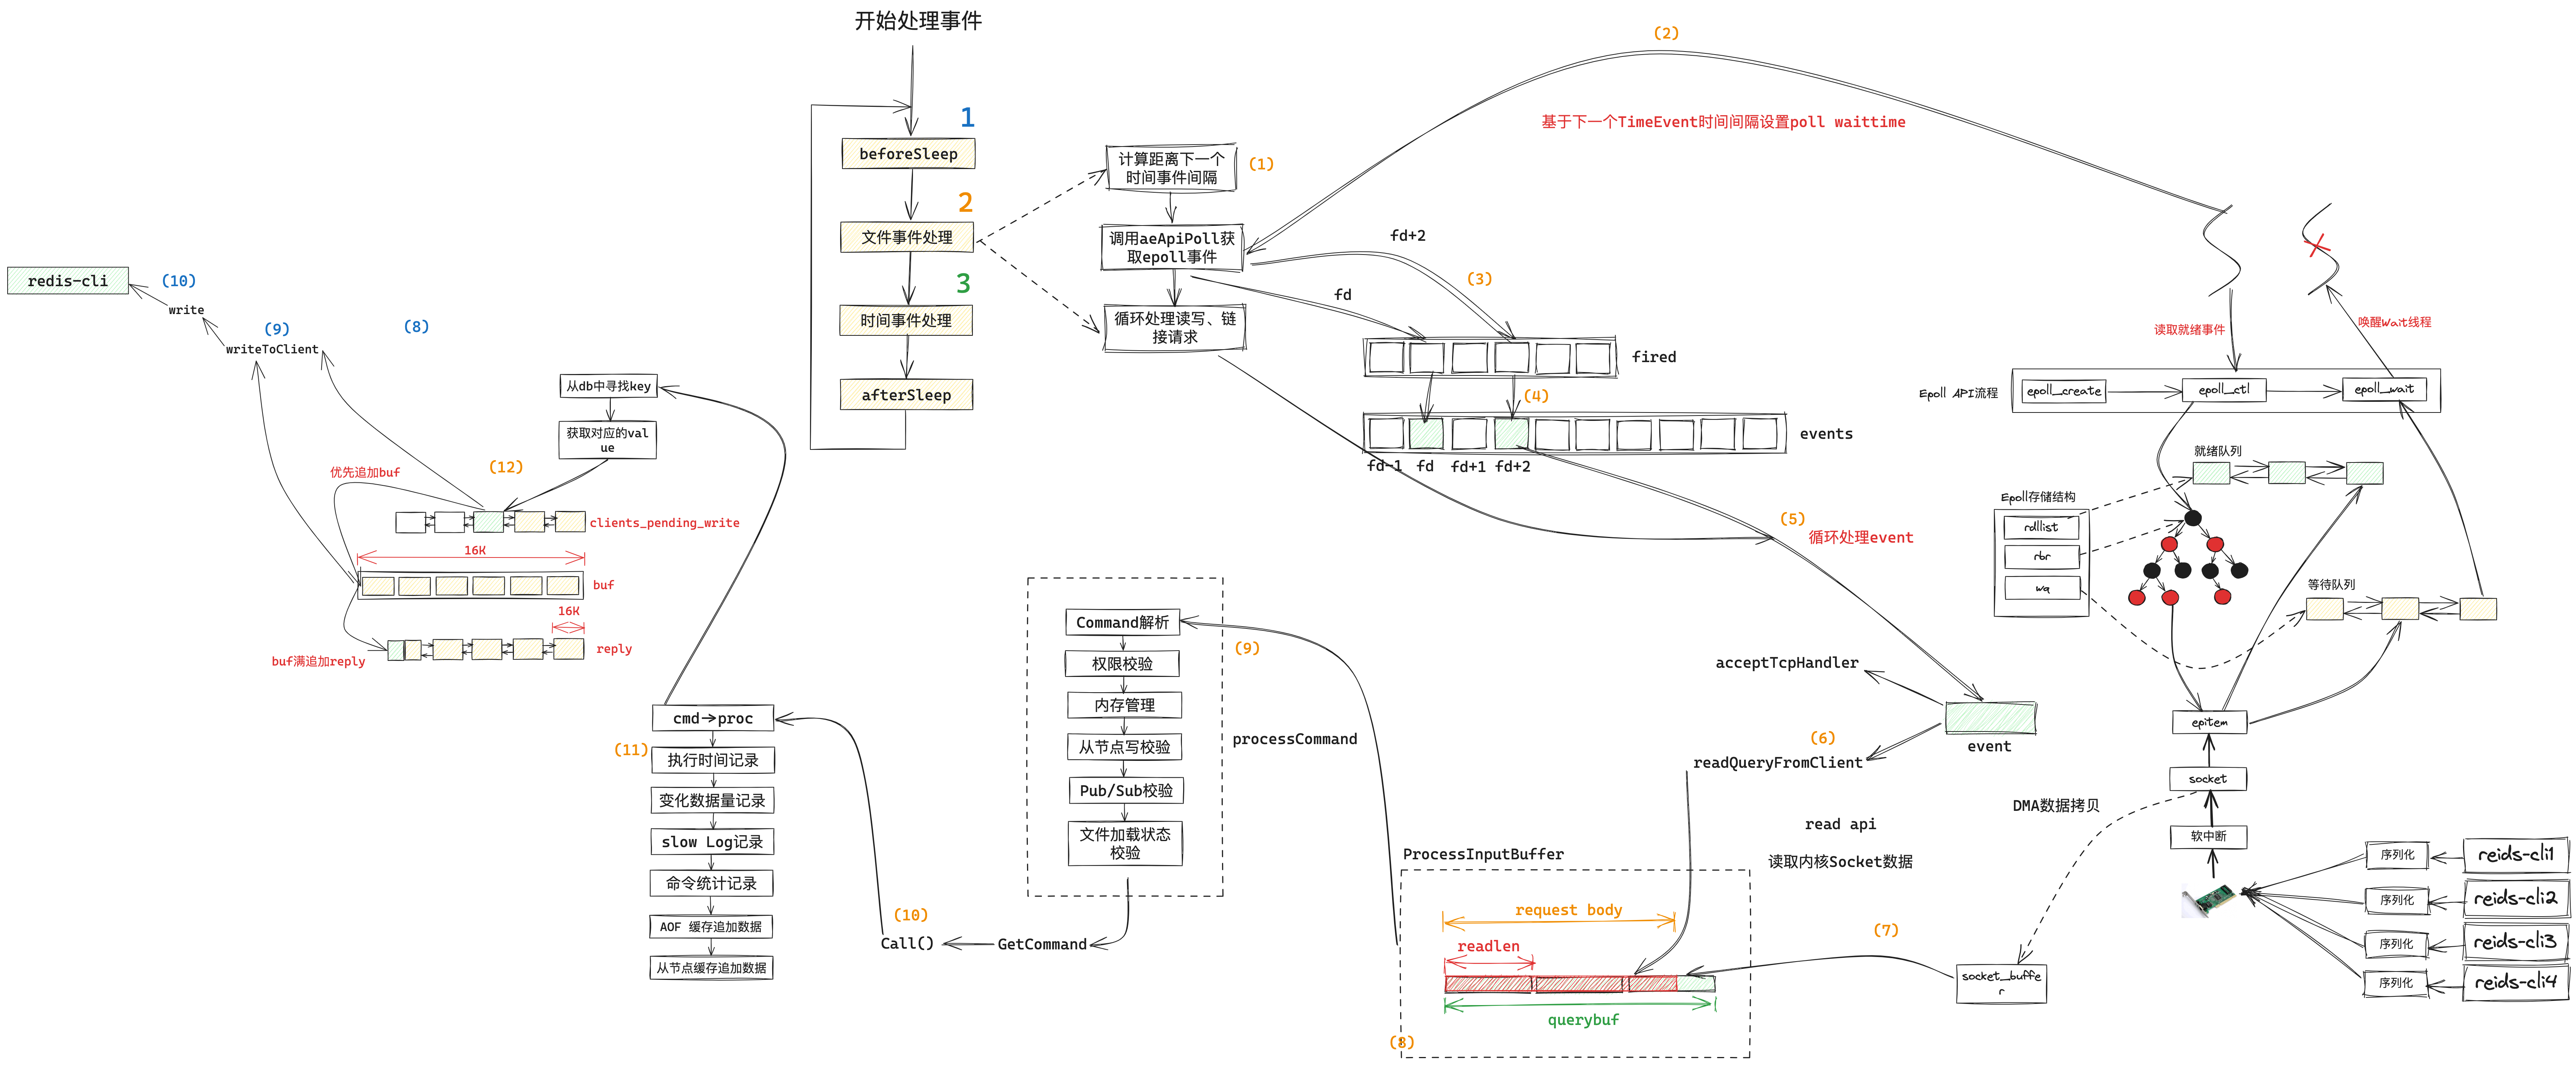 开始处理事件
1
beforeSleep
2
文件事件处理
3
时间事件处理
afterSleep
计算距离下一个
时间事件间隔
(1)
调用aeApiPoll获
取epoll事件
循环处理读写、链
接请求
(2)
基于下一个TimeEvent时间间隔设置poll waittime
fd+2
(3)
fd
fired
(4)
events
fd-1
fd
fd+1
fd+2
(5)
循环处理event
读取就绪事件
唤醒Wait线程
Epoll API流程
epoll_create
epoll_ctl
epoll_wait
就绪队列
Epoll存储结构
rdllist
rbr
wq
等待队列
epitem
socket
DMA数据拷贝
软中断
序列化
reids-cli1
序列化
reids-cli2
序列化
reids-cli3
序列化
reids-cli4
socket_buffe
r
acceptTcpHandler
event
(6)
readQueryFromClient
read api
读取内核Socket数据
(7)
ProcessInputBuffer
request body
readlen
querybuf
(8)
(9)
processCommand
Command解析
权限校验
内存管理
从节点写校验
Pub/Sub校验
文件加载状态
校验
GetCommand
(10)
Call()
cmd->proc
(11)
执行时间记录
变化数据量记录
slow Log记录
命令统计记录
AOF 缓存追加数据
从节点缓存追加数据
从db中寻找key
获取对应的val
ue
(12)
优先追加buf
clients_pending_write
16K
buf
16K
reply
buf满追加reply
(8)
(9)
writeToClient
write
(10)
redis-cli